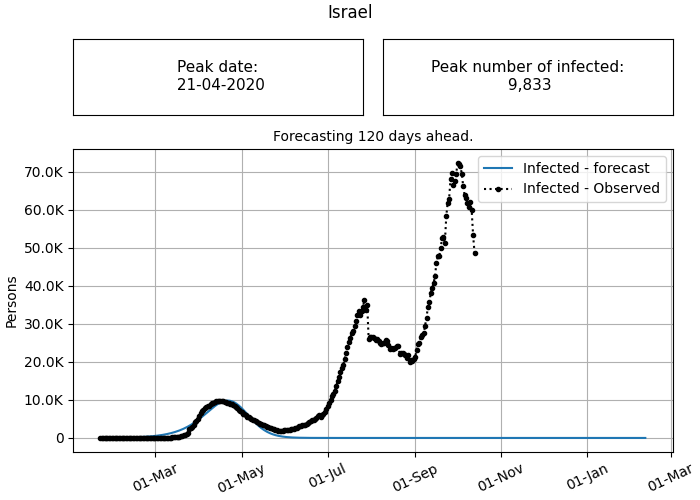 Israel
Peak date:
21-04-2020
Peak number of infected:
9,833
Forecasting 120 days ahead.
Infected - forecast
Infected - Observed
Persons
70.0K
60.0K
50.0K
40.0K
30.0K
20.0K
10.0K
0
01-Mar
01-May
01-Jul
01-Sep
01-Nov
01-Jan
01-Mar